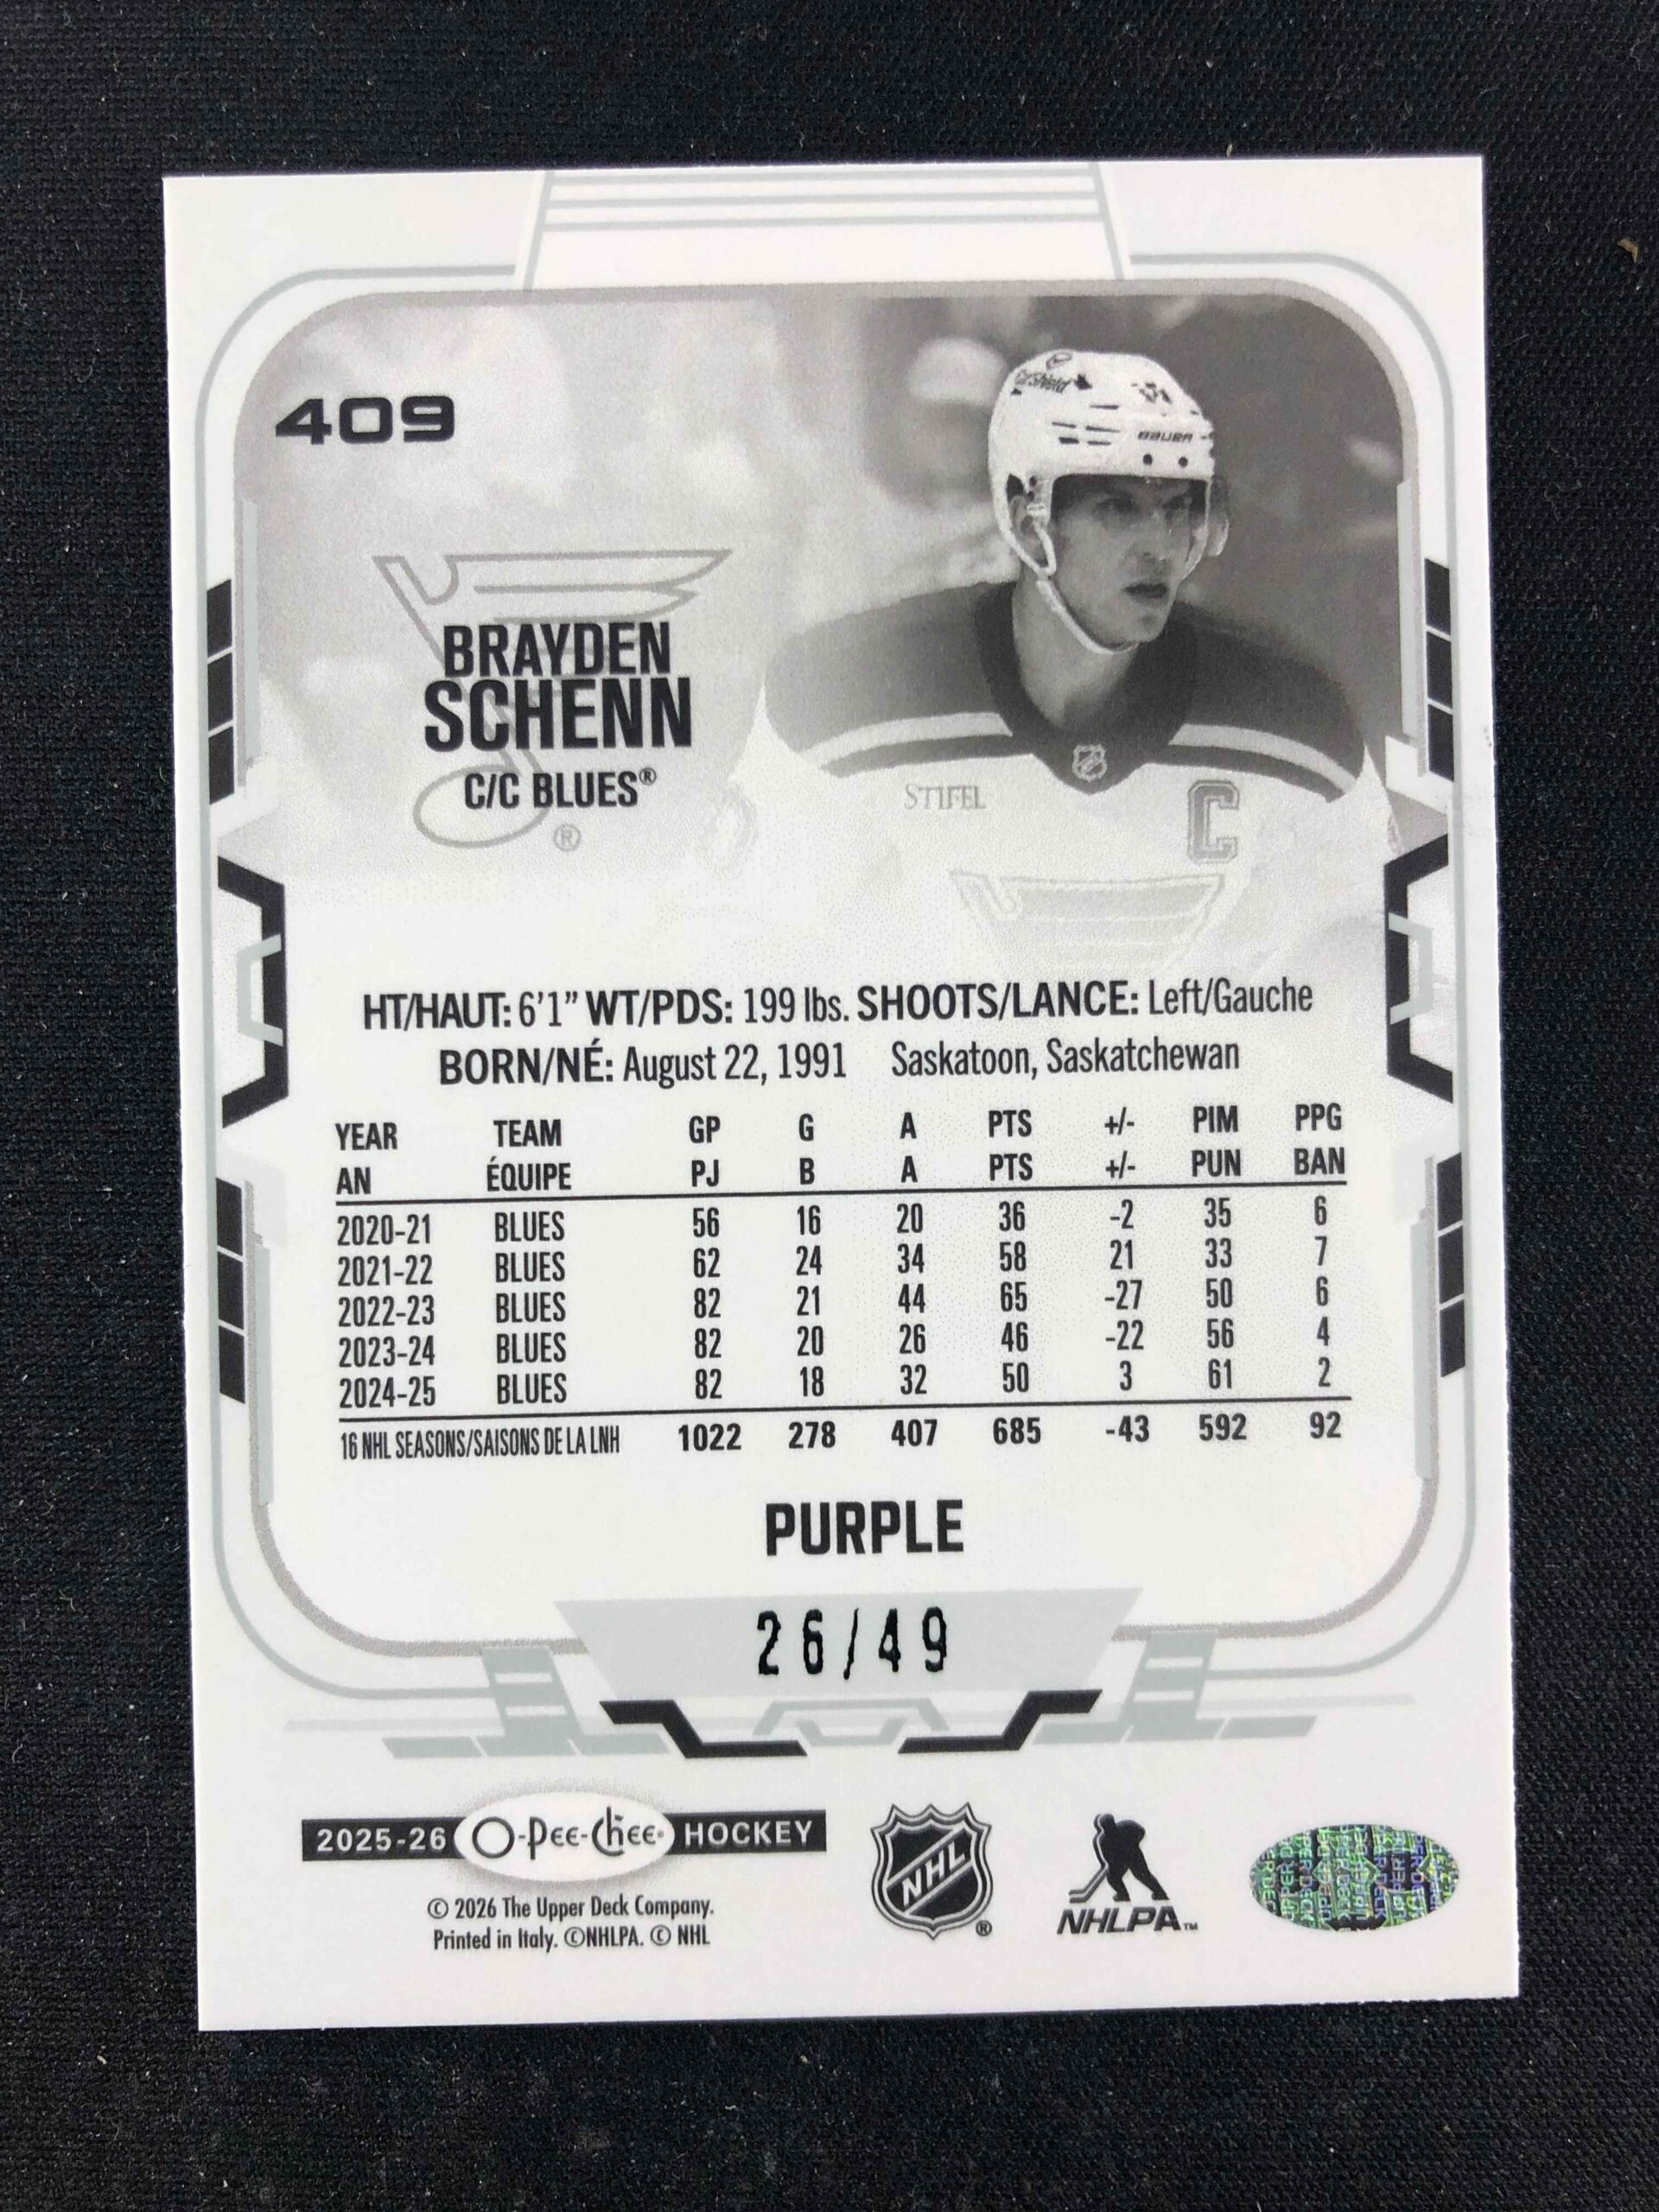 409
BAUER
BRAYDEN
SCHENN
C/C BLUES®
®
STIFEL
C
HT/HAUT: 6'1” WT/PDS: 199 lbs. SHOOTS/LANCE: Left/Gauche
BORN/NÉ: August 22, 1991 Saskatoon, Saskatchewan
YEAR TEAM GP G A PTS +/- PIM PPG
AN ÉQUIPE PJ B A PTS +/- PUN BAN
2020-21 BLUES 56 16 20 36 -2 35 6
2021-22 BLUES 62 24 34 58 21 33 7
2022-23 BLUES 82 21 44 65 -27 50 6
2023-24 BLUES 82 20 26 46 -22 56 4
2024-25 BLUES 82 18 32 50 3 61 2
16 NHL SEASONS/SAISONS DE LA LNH 1022 278 407 685 -43 592 92
PURPLE
26/49
2025-26 O-Pee-Chee® HOCKEY
© 2026 The Upper Deck Company.
Printed in Italy. ©NHLPA. © NHL
NHL ®
NHLPA™